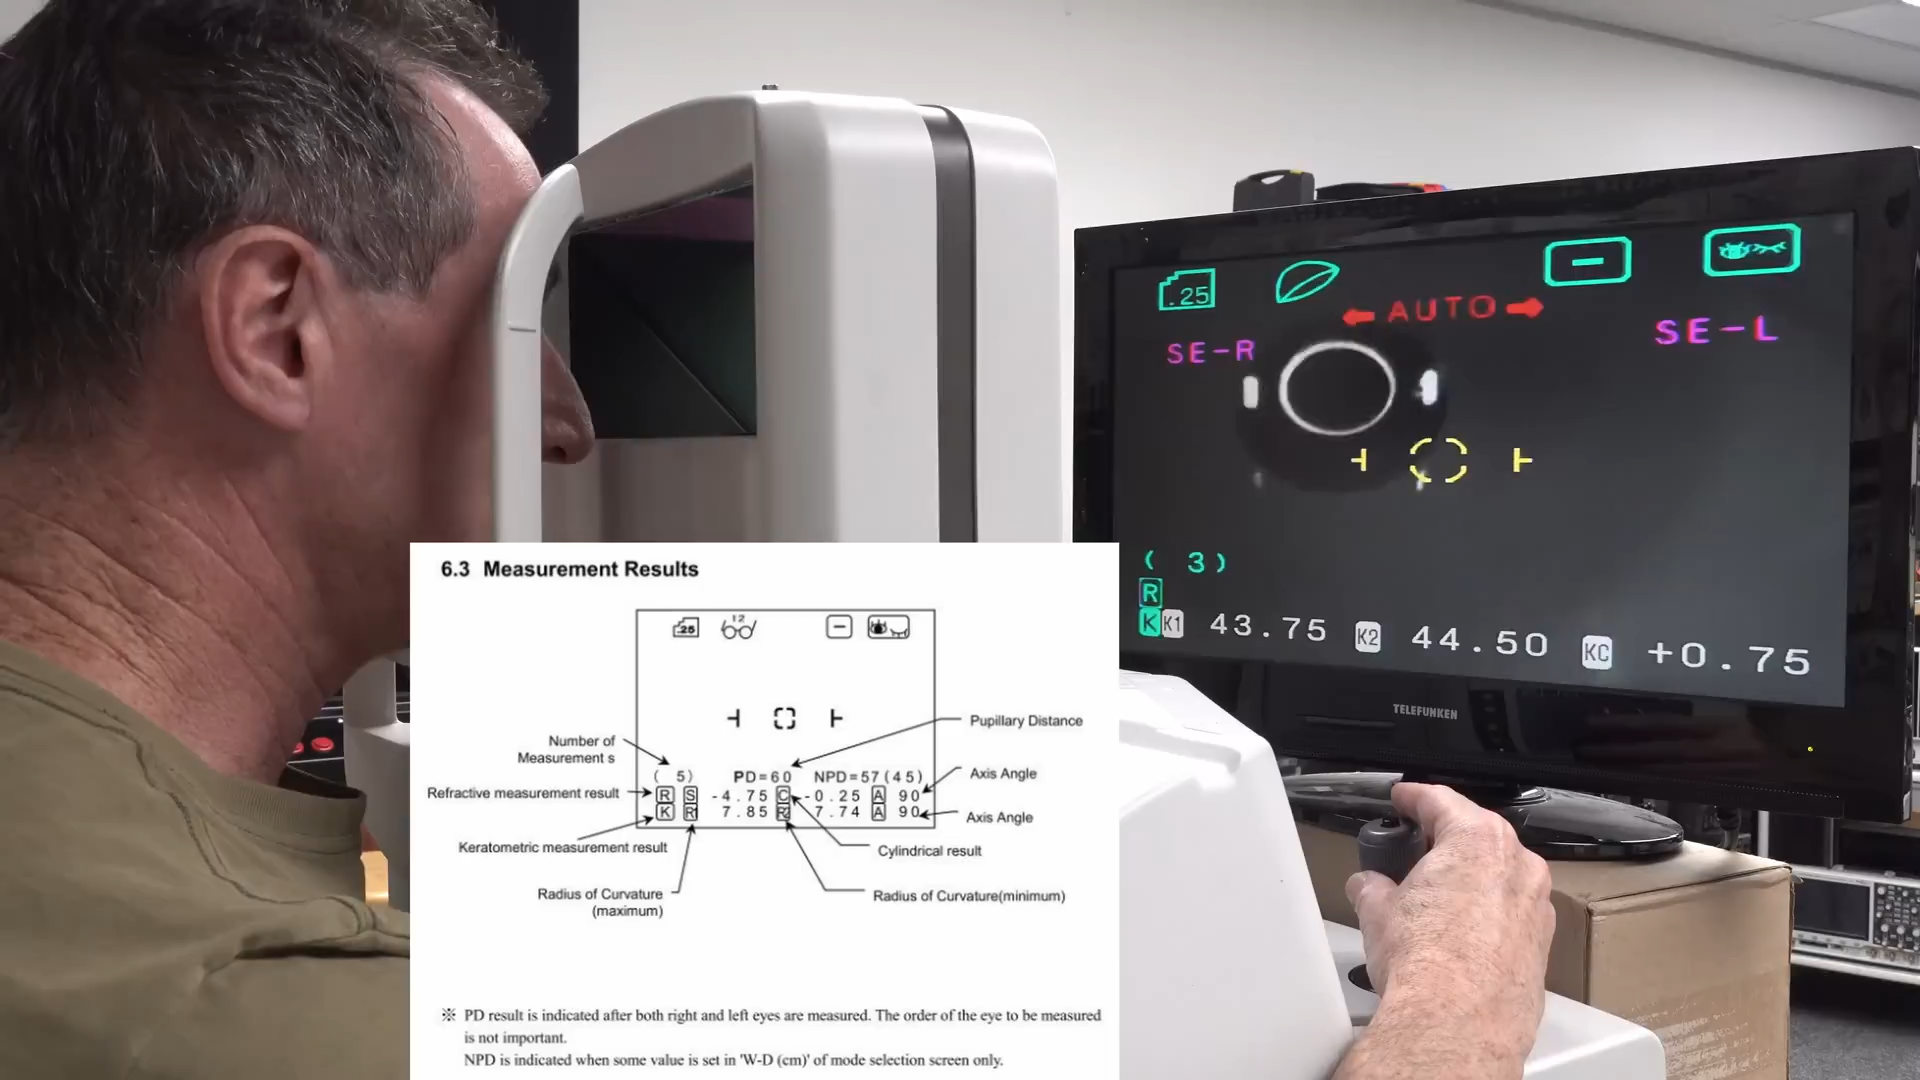 .25
← AUTO →
SE-R
SE-L
( 3)
R
K K1 43.75 K2 44.50 KC +0.75
TELEFUNKEN
6.3 Measurement Results
.25 12
Pupillary Distance
Number of
Measurement s
( 5) PD=60 NPD=57(45)
Axis Angle
Refractive measurement result
R S -4.75 C -0.25 A 90
K R 7.85 R2 7.74 A 90
Axis Angle
Keratometric measurement result
Cylindrical result
Radius of Curvature
(maximum)
Radius of Curvature(minimum)
※ PD result is indicated after both right and left eyes are measured. The order of the eye to be measured
is not important.
NPD is indicated when some value is set in 'W-D (cm)' of mode selection screen only.